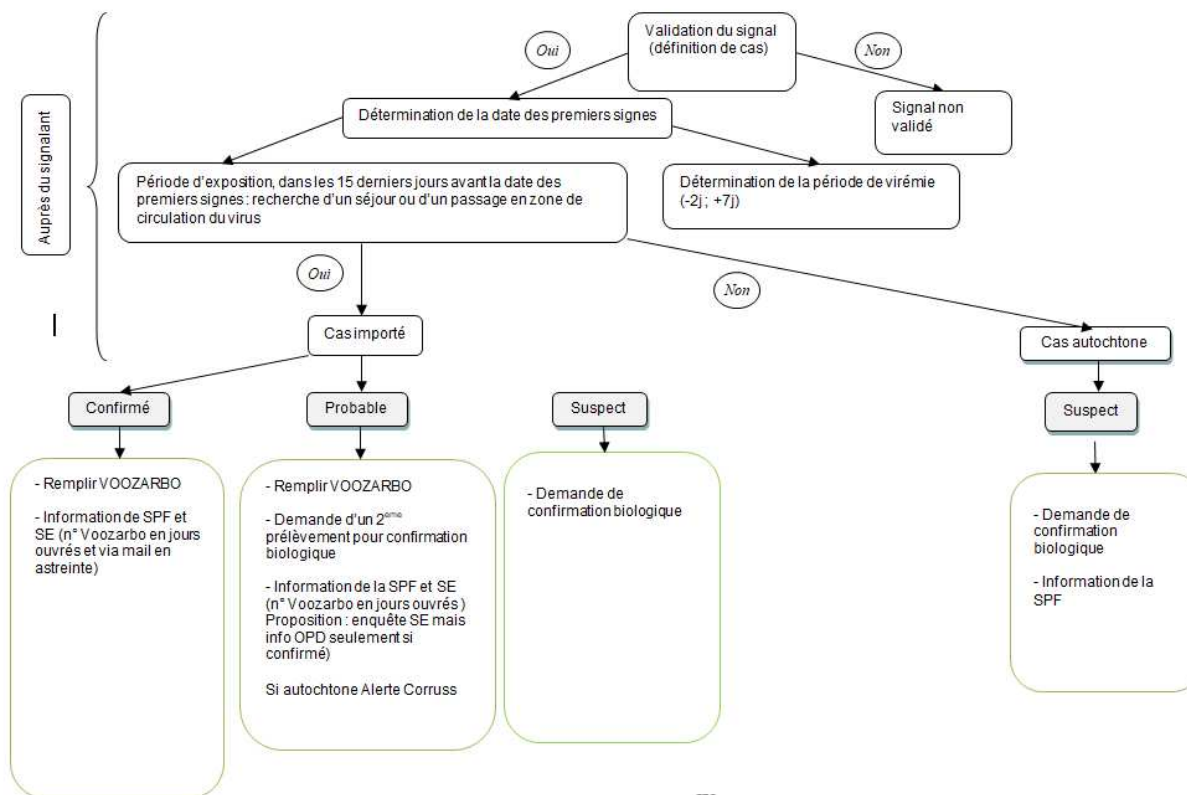 Validation du signal
(définition de cas)
Oui
Non
Auprès du signalant
Détermination de la date des premiers signes
Signal non
validé
Période d'exposition, dans les 15 derniers jours avant la date des
premiers signes : recherche d'un séjour ou d'un passage en zone de
circulation du virus
Détermination de la période de virémie
(-2j ; +7j)
Oui
Non
Cas importé
Cas autochtone
Confirmé
Probable
Suspect
Suspect
- Remplir VOOZARBO
- Information de SPF et
SE (n° Voozarbo en jours
ouvrés et via mail en
astreinte)
- Remplir VOOZARBO
- Demande d'un 2ème
prélèvement pour confirmation
biologique
- Information de la SPF et SE
(n° Voozarbo en jours ouvrés )
Proposition : enquête SE mais
info OPD seulement si
confirmé)
Si autochtone Alerte Corruss
- Demande de
confirmation biologique
- Demande de
confirmation
biologique
- Information de la
SPF